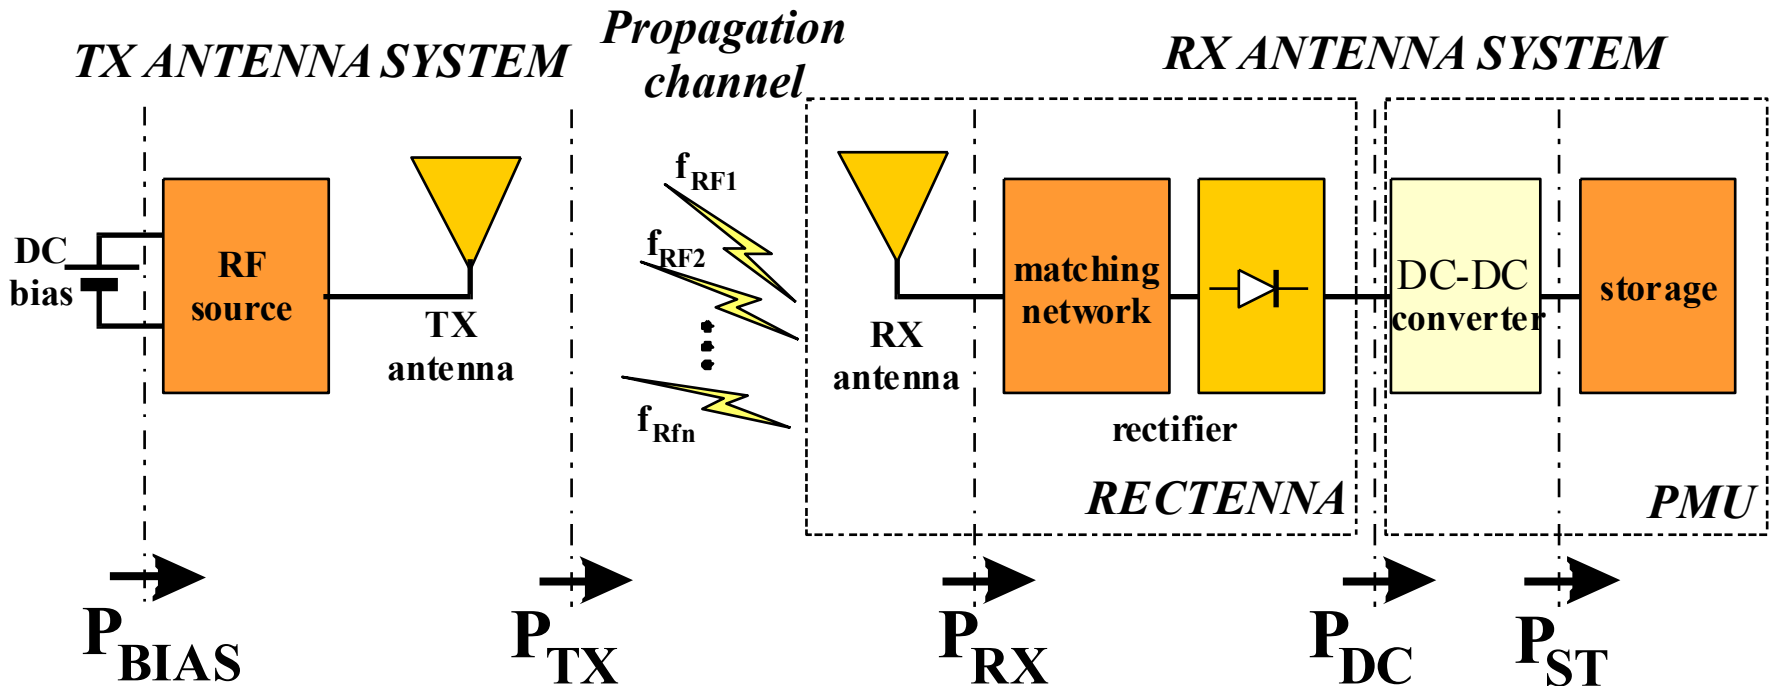 TX ANTENNA SYSTEM
Propagation
channel
RX ANTENNA SYSTEM
DC
bias
RF
source
TX
antenna
fRF1
fRF2
fRfn
RX
antenna
matching
network
rectifier
DC-DC
converter
storage
RECTENNA
PMU
PBIAS
PTX
PRX
PDC
PST